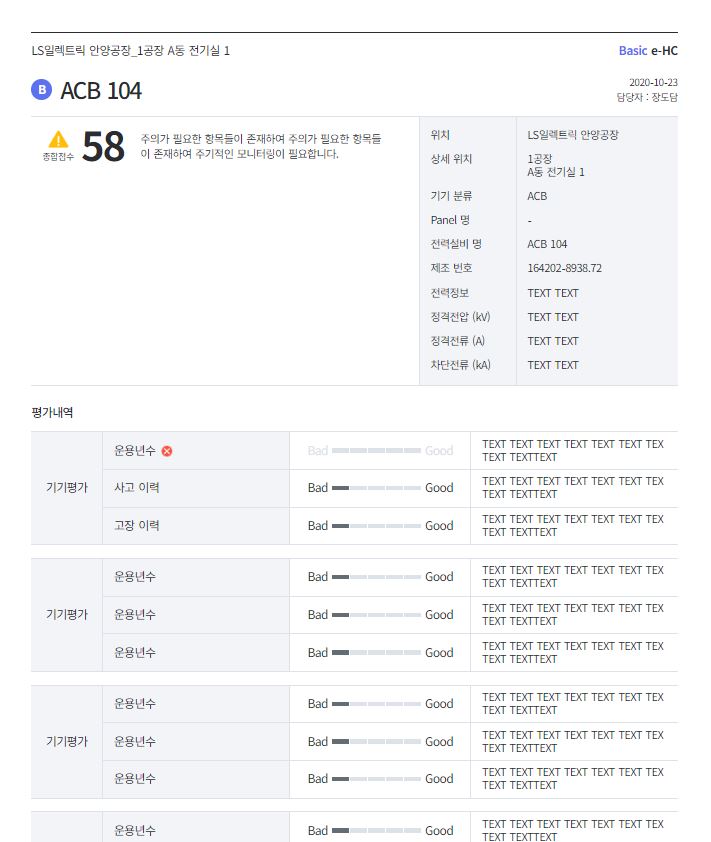 LS일렉트릭 안양공장_1공장 A동 전기실 1
Basic e-HC
B ACB 104
2020-10-23
담당자 : 장도담
종합점수 58
주의가 필요한 항목들이 존재하여 주의가 필요한 항목들
이 존재하여 주기적인 모니터링이 필요합니다.
위치 LS일렉트릭 안양공장
상세 위치 1공장
A동 전기실 1
기기 분류 ACB
Panel 명 -
전력설비 명 ACB 104
제조 번호 164202-8938.72
전력정보 TEXT TEXT
정격전압 (kV) TEXT TEXT
정격전류 (A) TEXT TEXT
차단전류 (kA) TEXT TEXT
평가내역
기기평가
운용년수 Bad Good TEXT TEXT TEXT TEXT TEXT TEXT TEX
TEXT TEXTTEXT
사고 이력 Bad Good TEXT TEXT TEXT TEXT TEXT TEXT TEX
TEXT TEXTTEXT
고장 이력 Bad Good TEXT TEXT TEXT TEXT TEXT TEXT TEX
TEXT TEXTTEXT
기기평가
운용년수 Bad Good TEXT TEXT TEXT TEXT TEXT TEXT TEX
TEXT TEXTTEXT
운용년수 Bad Good TEXT TEXT TEXT TEXT TEXT TEXT TEX
TEXT TEXTTEXT
운용년수 Bad Good TEXT TEXT TEXT TEXT TEXT TEXT TEX
TEXT TEXTTEXT
기기평가
운용년수 Bad Good TEXT TEXT TEXT TEXT TEXT TEXT TEX
TEXT TEXTTEXT
운용년수 Bad Good TEXT TEXT TEXT TEXT TEXT TEXT TEX
TEXT TEXTTEXT
운용년수 Bad Good TEXT TEXT TEXT TEXT TEXT TEXT TEX
TEXT TEXTTEXT
운용년수 Bad Good TEXT TEXT TEXT TEXT TEXT TEXT TEX
TEXT TEXTTEXT